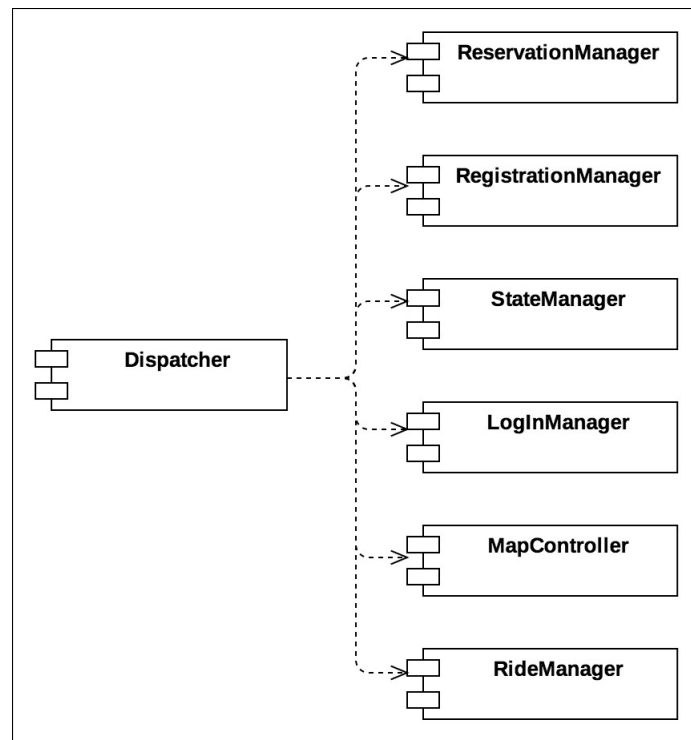 ReservationManager
RegistrationManager
StateManager
Dispatcher
LogInManager
MapController
RideManager